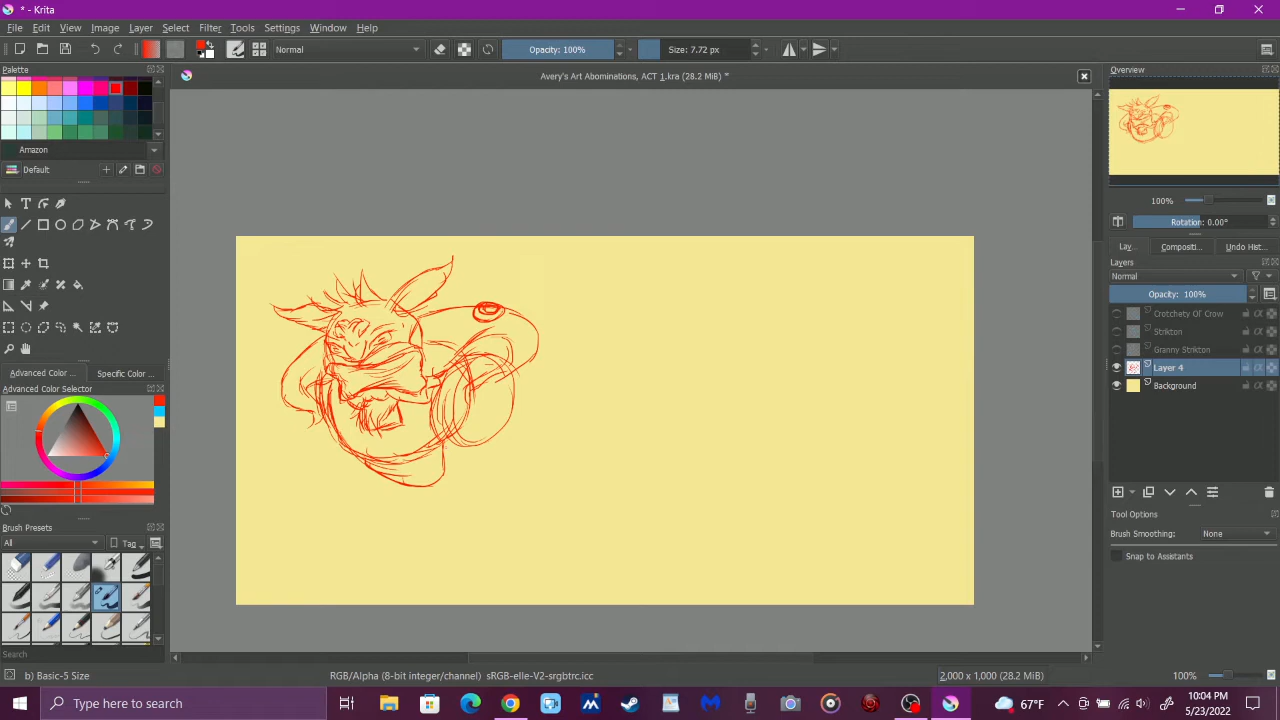 * - Krita
File Edit View Image Layer Select Filter Tools Settings Window Help
Normal Opacity: 100% Size: 7.72 px
Avery's Art Abominations, ACT 1.kra (28.2 MiB) *
Palette
Amazon
Default
Advanced Color ... Specific Color ...
Advanced Color Selector
Brush Presets
All Tag
Search
Overview
100%
Rotation: 0.00°
Lay... Compositi... Undo Hist...
Layers
Normal
Opacity: 100%
Crotchety Ol' Crow
Strikton
Granny Strikton
Layer 4
Background
Tool Options
Brush Smoothing: None
Snap to Assistants
b) Basic-5 Size RGB/Alpha (8-bit integer/channel) sRGB-elle-V2-srgbtrc.icc 2,000 x 1,000 (28.2 MiB) 100%
Type here to search 67°F 10:04 PM
5/23/2022